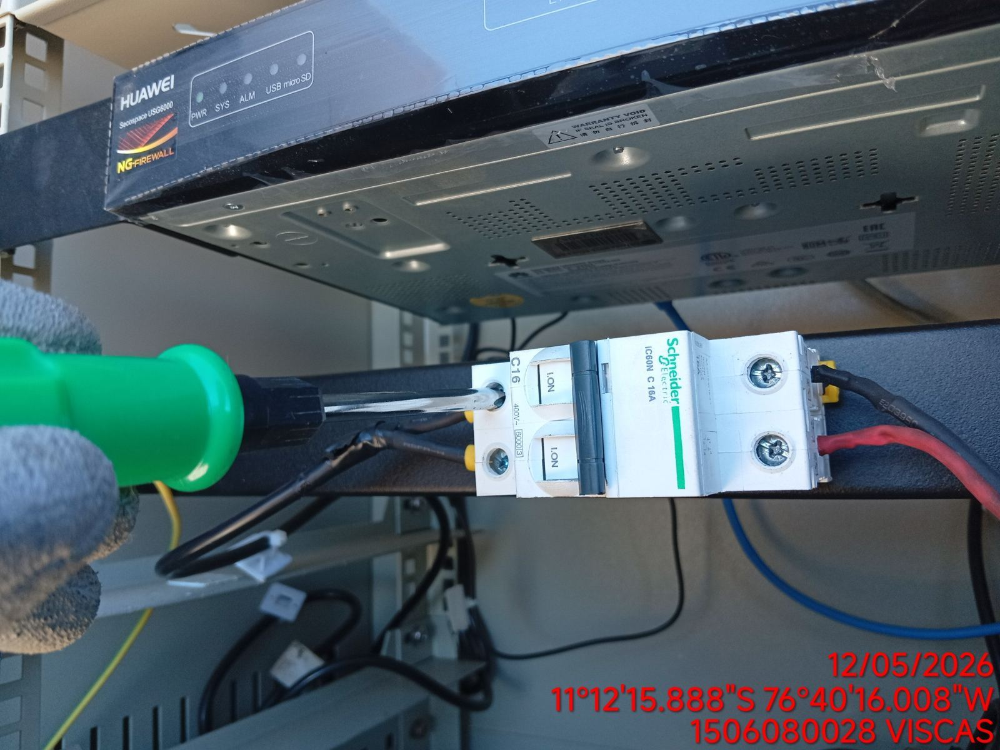 HUAWEI
Secospace USG6000
NG-FIREWALL
PWR SYS ALM USB micro SD
WARRANTY VOID
IF SEAL IS BROKEN
请勿自行拆封
EAC
C16
400V~
6000 3
I.ON
I.ON
Schneider
Electric
iC60N C 16A
12/05/2026
11°12'15.888"S 76°40'16.008"W
1506080028 VISCAS